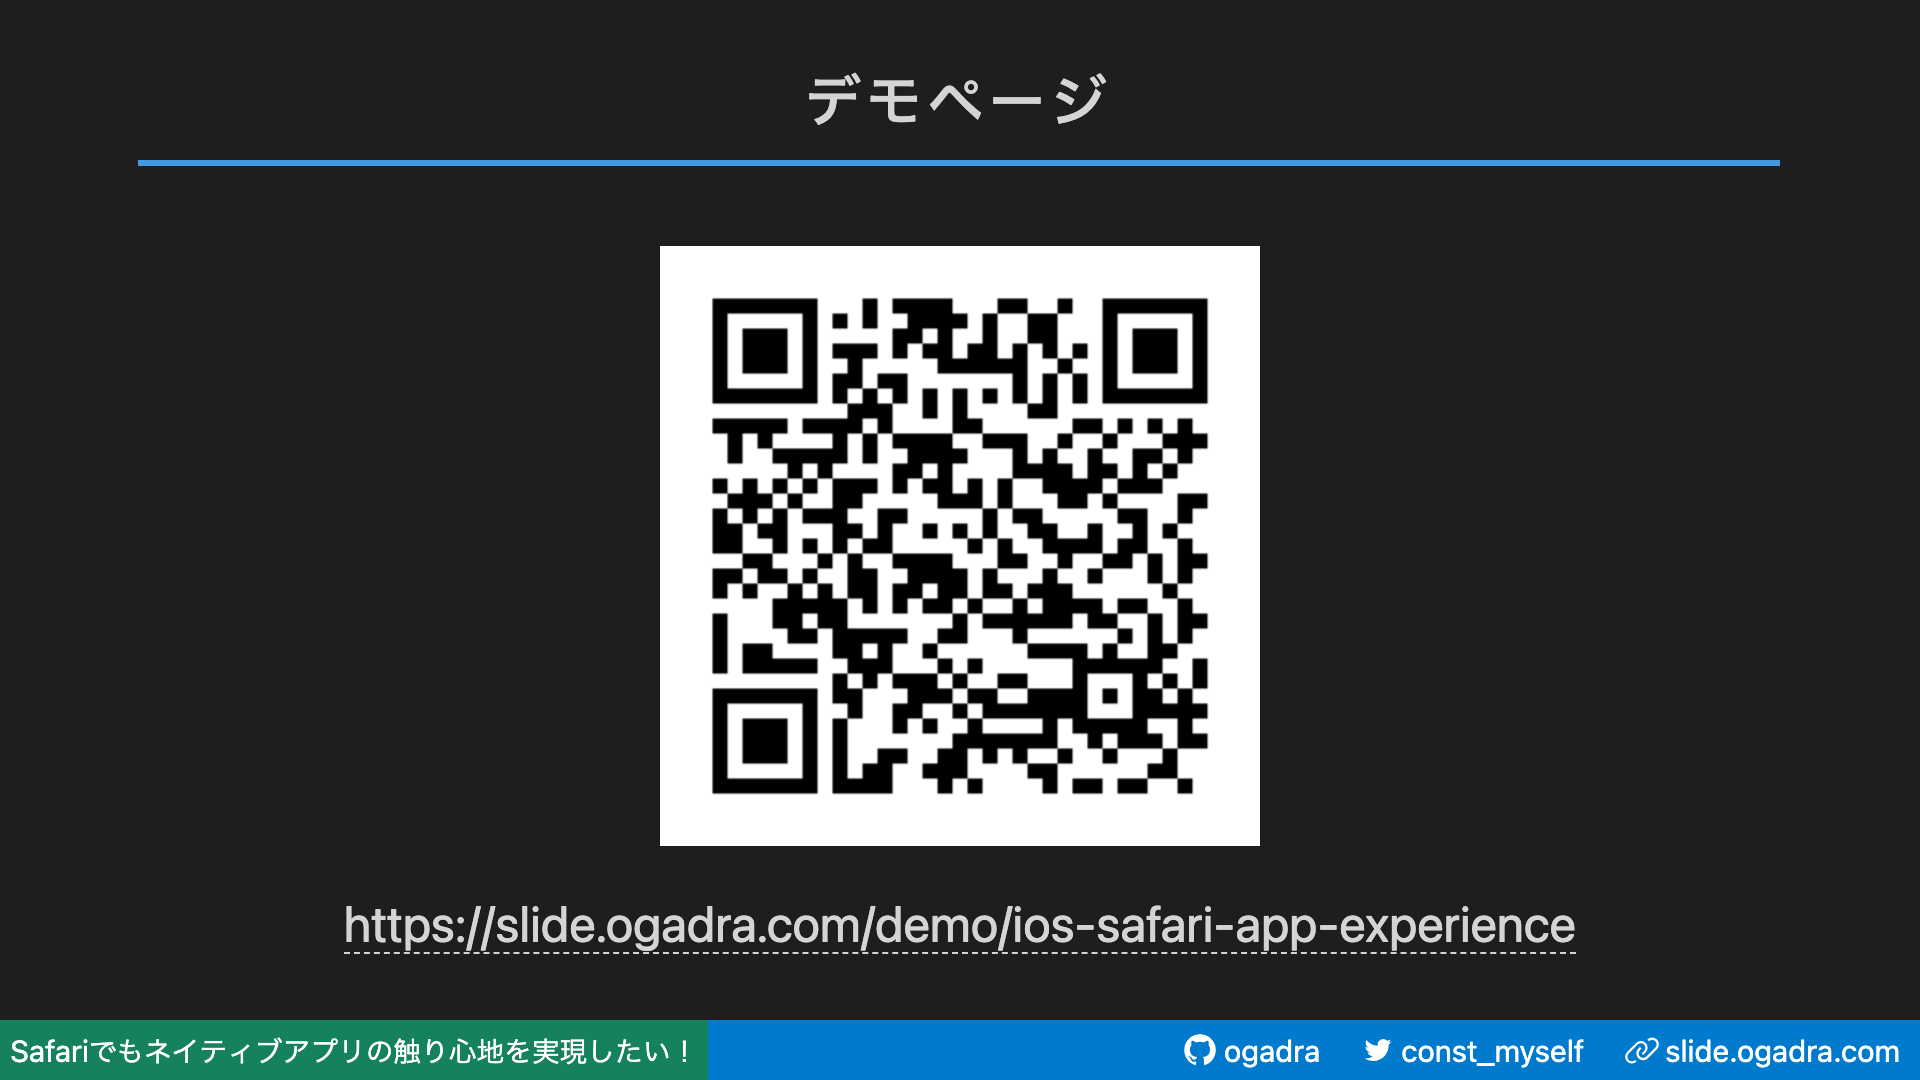 デモページ
https://slide.ogadra.com/demo/ios-safari-app-experience
Safariでもネイティブアプリの触り心地を実現したい！
ogadra
const_myself
slide.ogadra.com